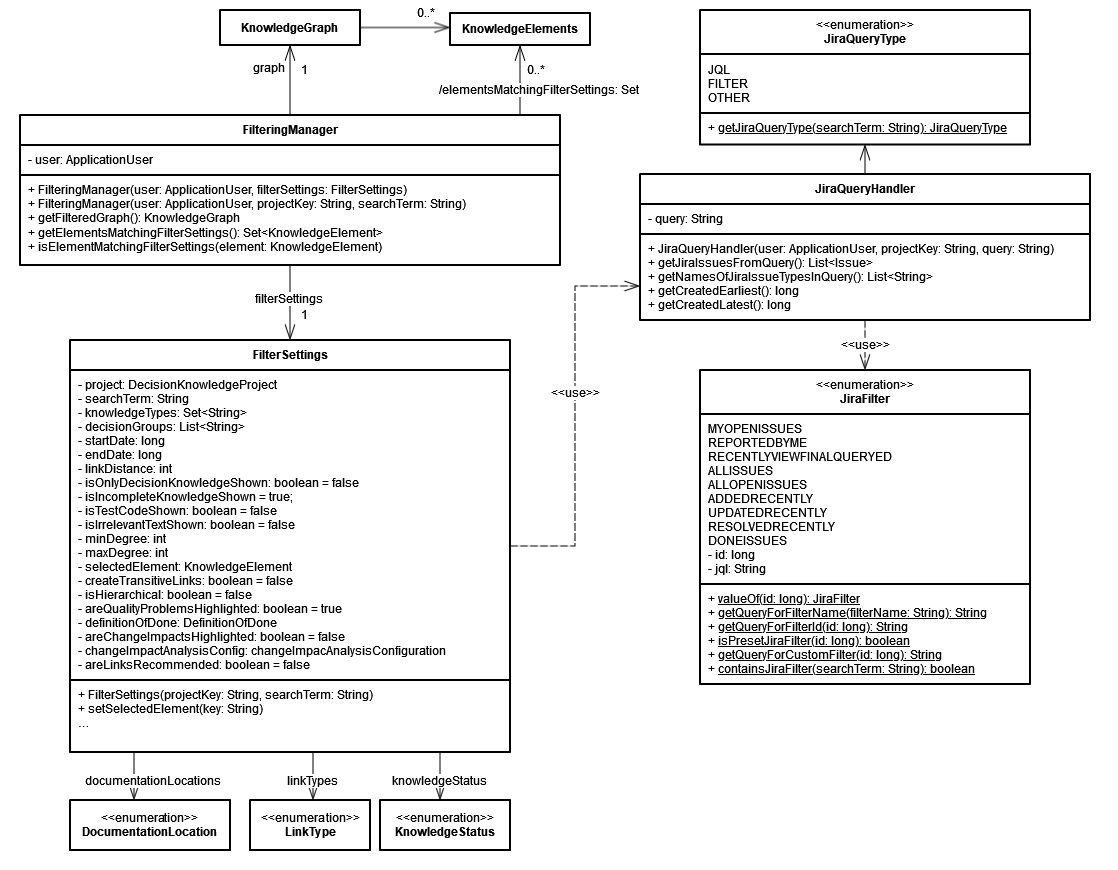 KnowledgeGraph
0..*
KnowledgeElements
graph
1
0..*
/elementsMatchingFilterSettings: Set
FilteringManager
- user: ApplicationUser
+ FilteringManager(user: ApplicationUser, filterSettings: FilterSettings)
+ FilteringManager(user: ApplicationUser, projectKey: String, searchTerm: String)
+ getFilteredGraph(): KnowledgeGraph
+ getElementsMatchingFilterSettings(): Set<KnowledgeElement>
+ isElementMatchingFilterSettings(element: KnowledgeElement)
filterSettings
1
FilterSettings
- project: DecisionKnowledgeProject
- searchTerm: String
- knowledgeTypes: Set<String>
- decisionGroups: List<String>
- startDate: long
- endDate: long
- linkDistance: int
- isOnlyDecisionKnowledgeShown: boolean = false
- isIncompleteKnowledgeShown = true;
- isTestCodeShown: boolean = false
- isIrrelevantTextShown: boolean = false
- minDegree: int
- maxDegree: int
- selectedElement: KnowledgeElement
- createTransitiveLinks: boolean = false
- isHierarchical: boolean = false
- areQualityProblemsHighlighted: boolean = true
- definitionOfDone: DefinitionOfDone
- areChangeImpactsHighlighted: boolean = false
- changeImpactAnalysisConfig: changeImpacAnalysisConfiguration
- areLinksRecommended: boolean = false
+ FilterSettings(projectKey: String, searchTerm: String)
+ setSelectedElement(key: String)
...
documentationLocations
linkTypes
knowledgeStatus
<<enumeration>>
DocumentationLocation
<<enumeration>>
LinkType
<<enumeration>>
KnowledgeStatus
<<use>>
<<enumeration>>
JiraQueryType
JQL
FILTER
OTHER
+ getJiraQueryType(searchTerm: String): JiraQueryType
JiraQueryHandler
- query: String
+ JiraQueryHandler(user: ApplicationUser, projectKey: String, query: String)
+ getJiraIssuesFromQuery(): List<Issue>
+ getNamesOfJiraIssueTypesInQuery(): List<String>
+ getCreatedEarliest(): long
+ getCreatedLatest(): long
<<use>>
<<enumeration>>
JiraFilter
MYOPENISSUES
REPORTEDBYME
RECENTLYVIEWFINALQUERYED
ALLISSUES
ALLOPENISSUES
ADDEDRECENTLY
UPDATEDRECENTLY
RESOLVEDRECENTLY
DONEISSUES
- id: long
- jql: String
+ valueOf(id: long): JiraFilter
+ getQueryForFilterName(filterName: String): String
+ getQueryForFilterId(id: long): String
+ isPresetJiraFilter(id: long): boolean
+ getQueryForCustomFilter(id: long): String
+ containsJiraFilter(searchTerm: String): boolean